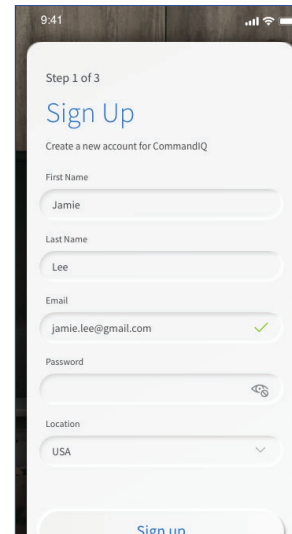 9:41
Step 1 of 3
Sign Up
Create a new account for CommandIQ
First Name
Jamie
Last Name
Lee
Email
jamie.lee@gmail.com
Password
Location
USA
Sign up